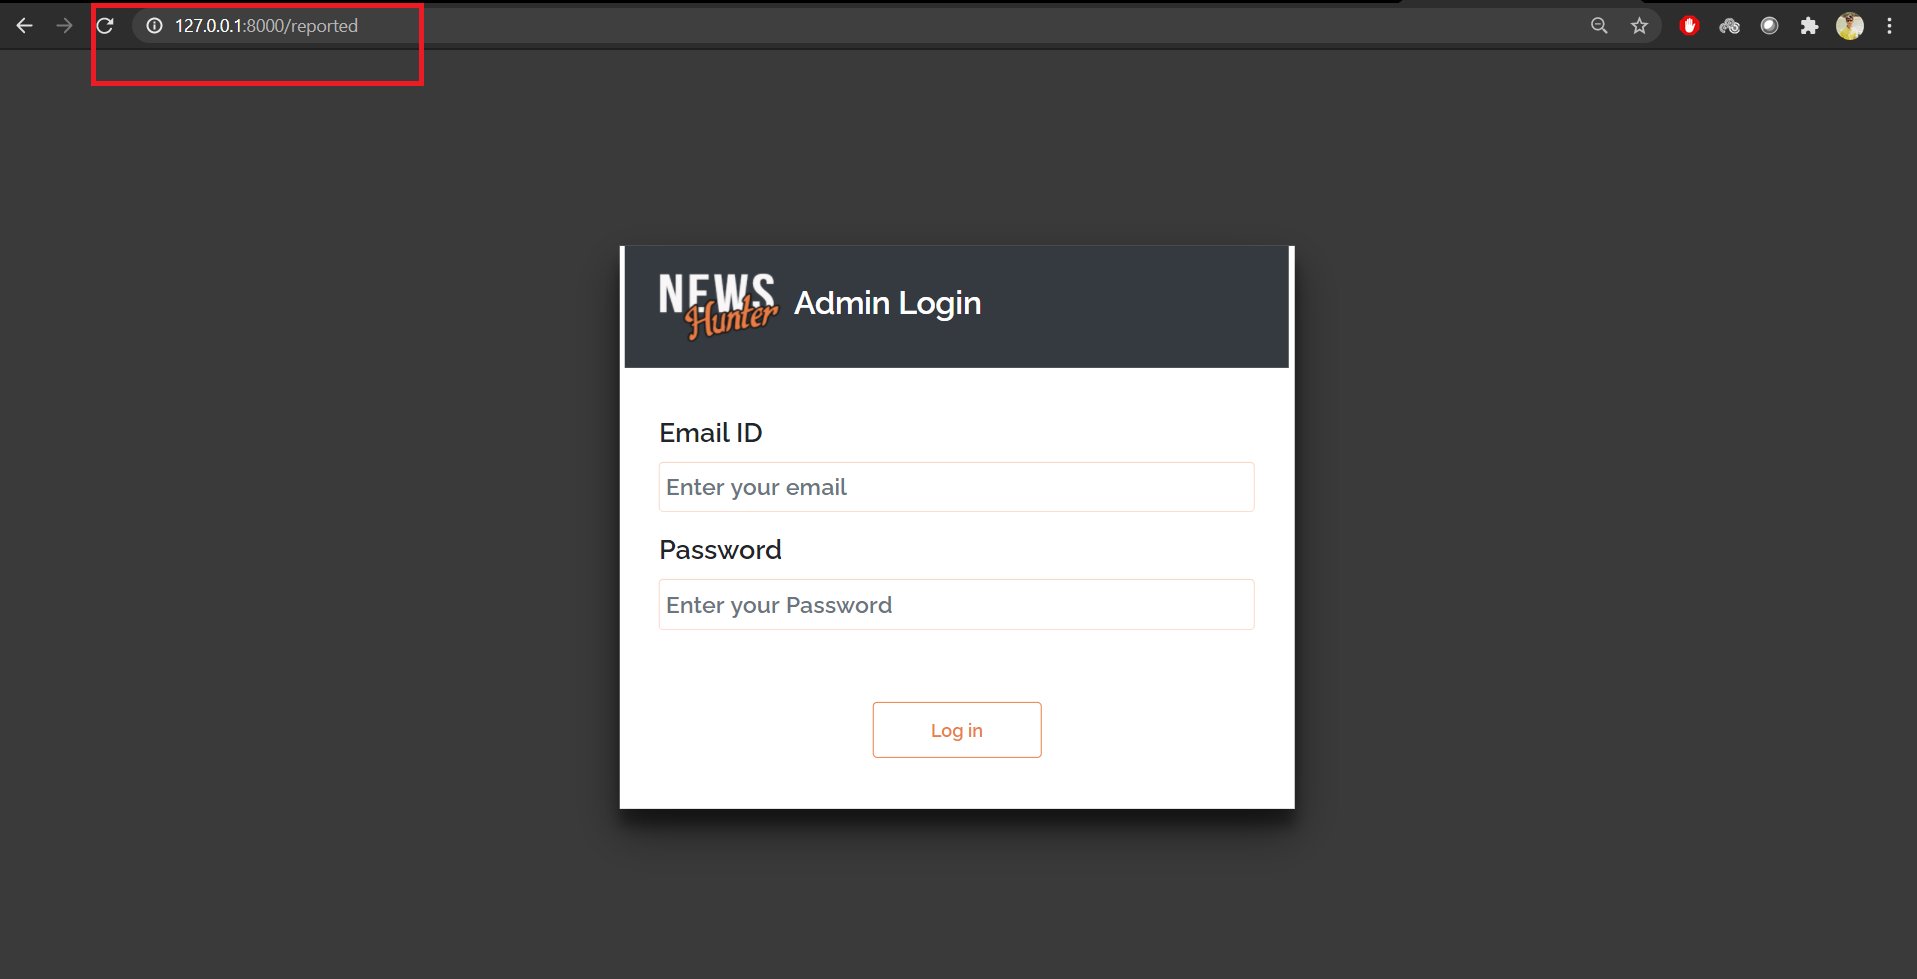 127.0.0.1:8000/reported
NEWS
Hunter
Admin Login
Email ID
Enter your email
Password
Enter your Password
Log in